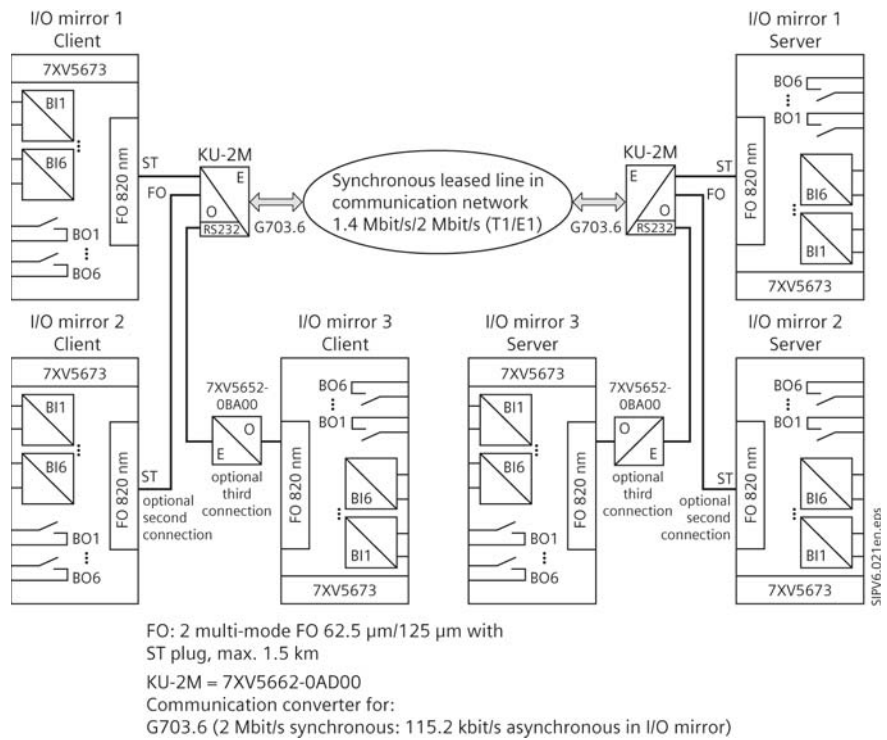 I/O mirror 1
Client
7XV5673
BI1
BI6
BO1
BO6
FO 820 nm
ST
FO
KU-2M
E
O
RS232
G703.6
Synchronous leased line in
communication network
1.4 Mbit/s/2 Mbit/s (T1/E1)
G703.6
KU-2M
E
O
RS232
ST
FO
I/O mirror 1
Server
BO6
BO1
FO 820 nm
BI6
BI1
7XV5673
I/O mirror 2
Client
7XV5673
BI1
BI6
BO1
BO6
FO 820 nm
ST
optional
second
connection
7XV5652-
0BA00
O
E
optional
third
connection
I/O mirror 3
Client
BO6
BO1
FO 820 nm
BI6
BI1
7XV5673
I/O mirror 3
Server
7XV5673
BI1
BI6
BO1
BO6
FO 820 nm
7XV5652-
0BA00
O
E
optional
third
connection
ST
optional
second
connection
I/O mirror 2
Server
BO6
BO1
FO 820 nm
BI6
BI1
7XV5673
SIPV6.021en.eps
FO: 2 multi-mode FO 62.5 µm/125 µm with
ST plug, max. 1.5 km
KU-2M = 7XV5662-0AD00
Communication converter for:
G703.6 (2 Mbit/s synchronous: 115.2 kbit/s asynchronous in I/O mirror)